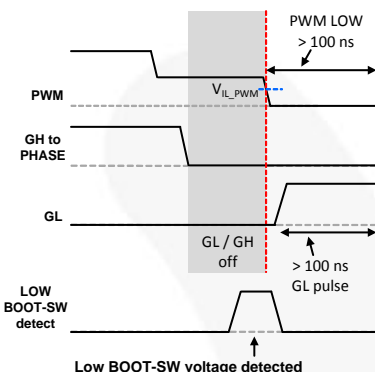 PWM LOW
> 100 ns
V_IL_PWM
PWM
GH to
PHASE
GL
GL / GH
off
> 100 ns
GL pulse
LOW
BOOT-SW
detect
Low BOOT-SW voltage detected